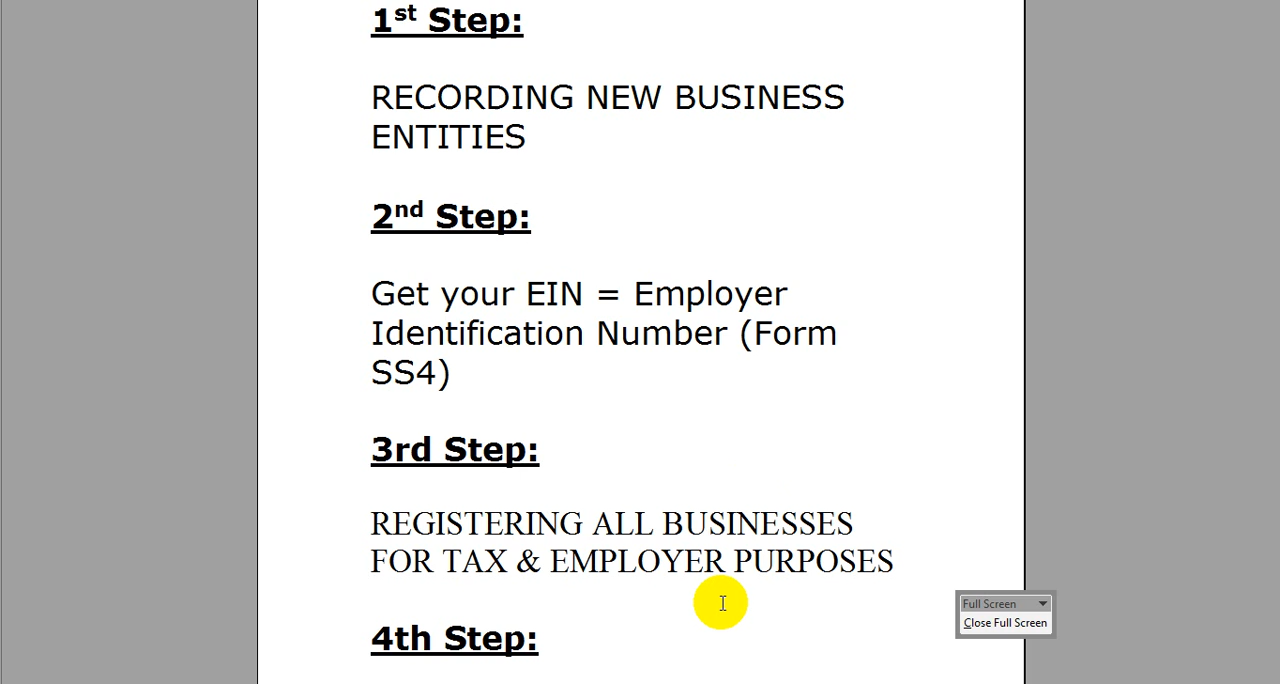 1st Step:
RECORDING NEW BUSINESS
ENTITIES
2nd Step:
Get your EIN = Employer
Identification Number (Form
SS4)
3rd Step:
REGISTERING ALL BUSINESSES
FOR TAX & EMPLOYER PURPOSES
Full Screen
Close Full Screen
4th Step: